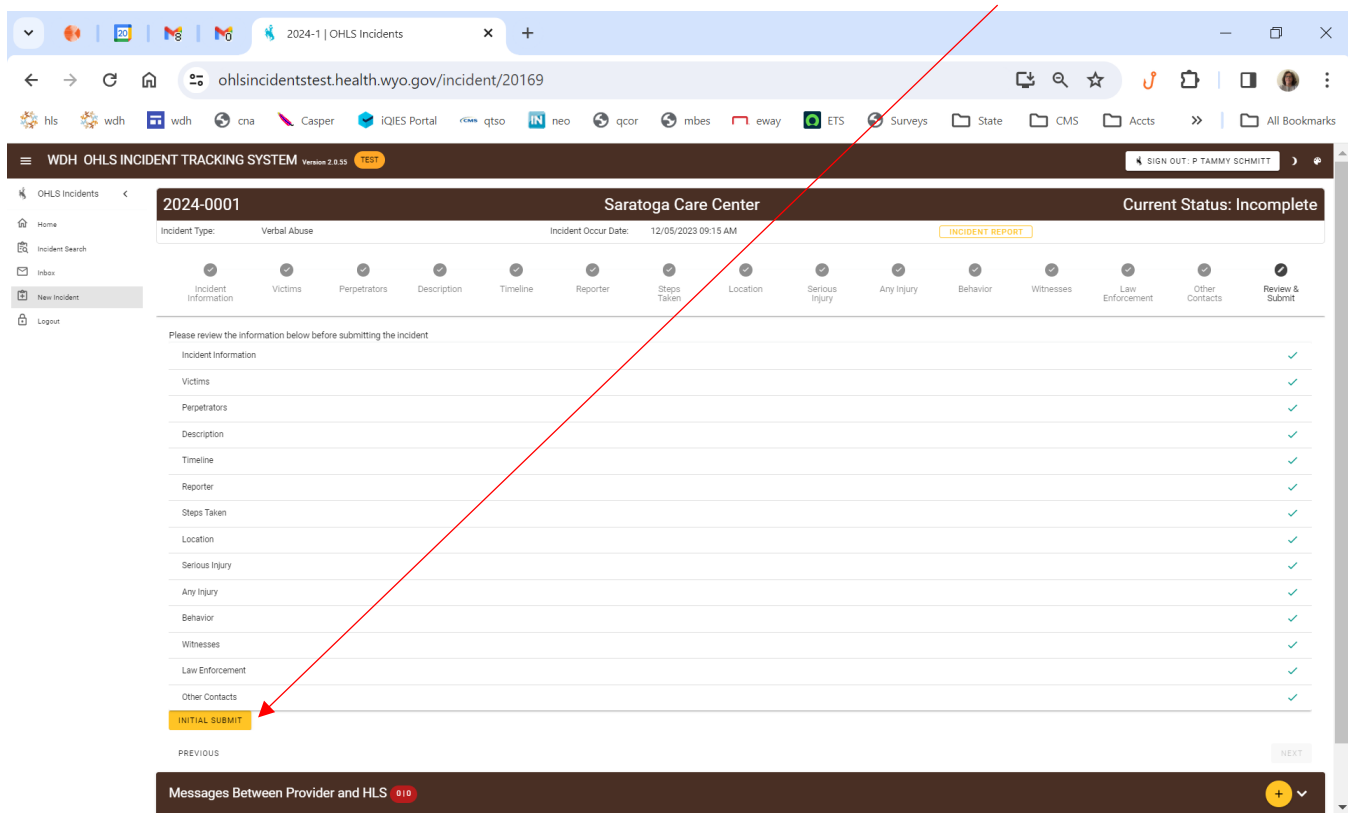 20
2024-1 | OHLS Incidents
ohlsincidentstest.health.wyo.gov/incident/20169
hls wdh wdh cna Casper iQIES Portal CMS qtso IN neo qcor mbes eway ETS Surveys State CMS Accts » All Bookmarks
WDH OHLS INCIDENT TRACKING SYSTEM Version 2.0.55 TEST SIGN OUT: P TAMMY SCHMITT
OHLS Incidents
Home
Incident Search
Inbox
New Incident
Logout
2024-0001 Saratoga Care Center Current Status: Incomplete
Incident Type: Verbal Abuse Incident Occur Date: 12/05/2023 09:15 AM INCIDENT REPORT
Incident Information Victims Perpetrators Description Timeline Reporter Steps Taken Location Serious Injury Any Injury Behavior Witnesses Law Enforcement Other Contacts Review & Submit
Please review the information below before submitting the incident
Incident Information
Victims
Perpetrators
Description
Timeline
Reporter
Steps Taken
Location
Serious Injury
Any Injury
Behavior
Witnesses
Law Enforcement
Other Contacts
INITIAL SUBMIT
PREVIOUS NEXT
Messages Between Provider and HLS 0|0